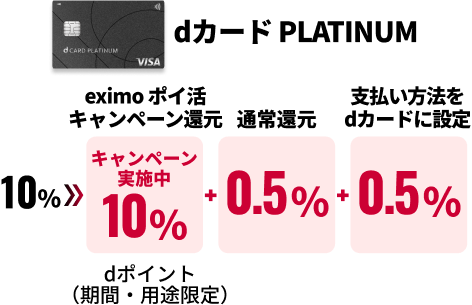 dカード PLATINUM
d CARD PLATINUM
VISA
eximo ポイ活
キャンペーン還元
通常還元
支払い方法を
dカードに設定
10%
キャンペーン
実施中
10%
+
0.5%
+
0.5%
dポイント
（期間・用途限定）